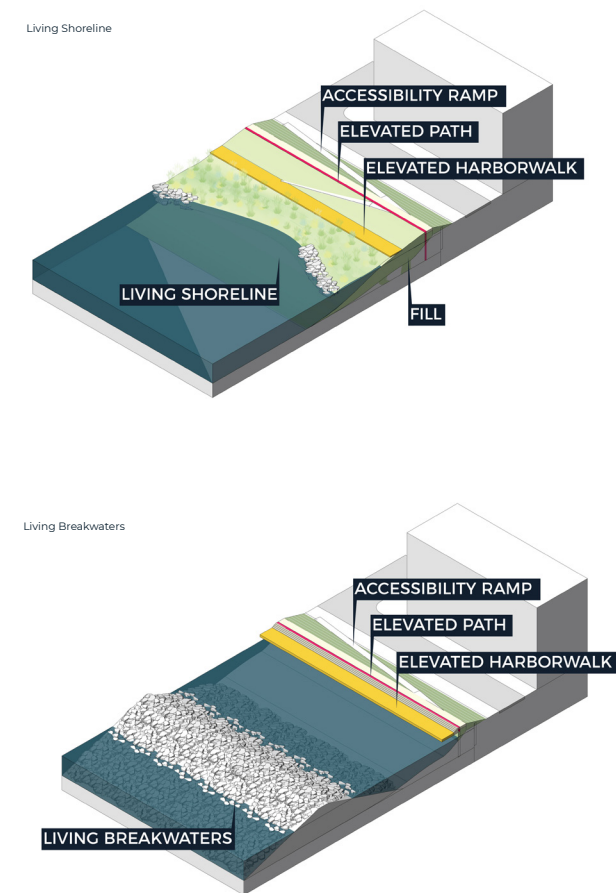 Living Shoreline
ACCESSIBILITY RAMP
ELEVATED PATH
ELEVATED HARBORWALK
LIVING SHORELINE
FILL
Living Breakwaters
ACCESSIBILITY RAMP
ELEVATED PATH
ELEVATED HARBORWALK
LIVING BREAKWATERS